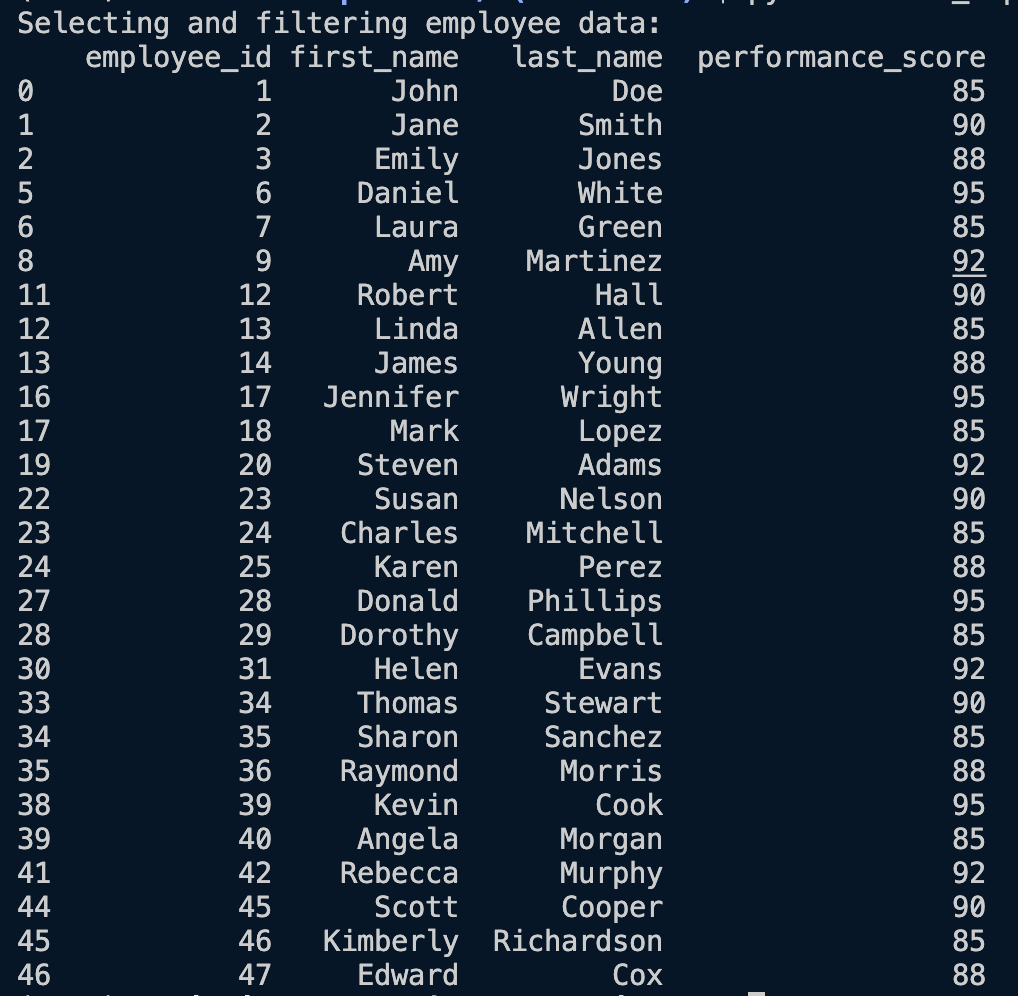 Selecting and filtering employee data:
employee_id first_name last_name performance_score
0 1 John Doe 85
1 2 Jane Smith 90
2 3 Emily Jones 88
5 6 Daniel White 95
6 7 Laura Green 85
8 9 Amy Martinez 92
11 12 Robert Hall 90
12 13 Linda Allen 85
13 14 James Young 88
16 17 Jennifer Wright 95
17 18 Mark Lopez 85
19 20 Steven Adams 92
22 23 Susan Nelson 90
23 24 Charles Mitchell 85
24 25 Karen Perez 88
27 28 Donald Phillips 95
28 29 Dorothy Campbell 85
30 31 Helen Evans 92
33 34 Thomas Stewart 90
34 35 Sharon Sanchez 85
35 36 Raymond Morris 88
38 39 Kevin Cook 95
39 40 Angela Morgan 85
41 42 Rebecca Murphy 92
44 45 Scott Cooper 90
45 46 Kimberly Richardson 85
46 47 Edward Cox 88